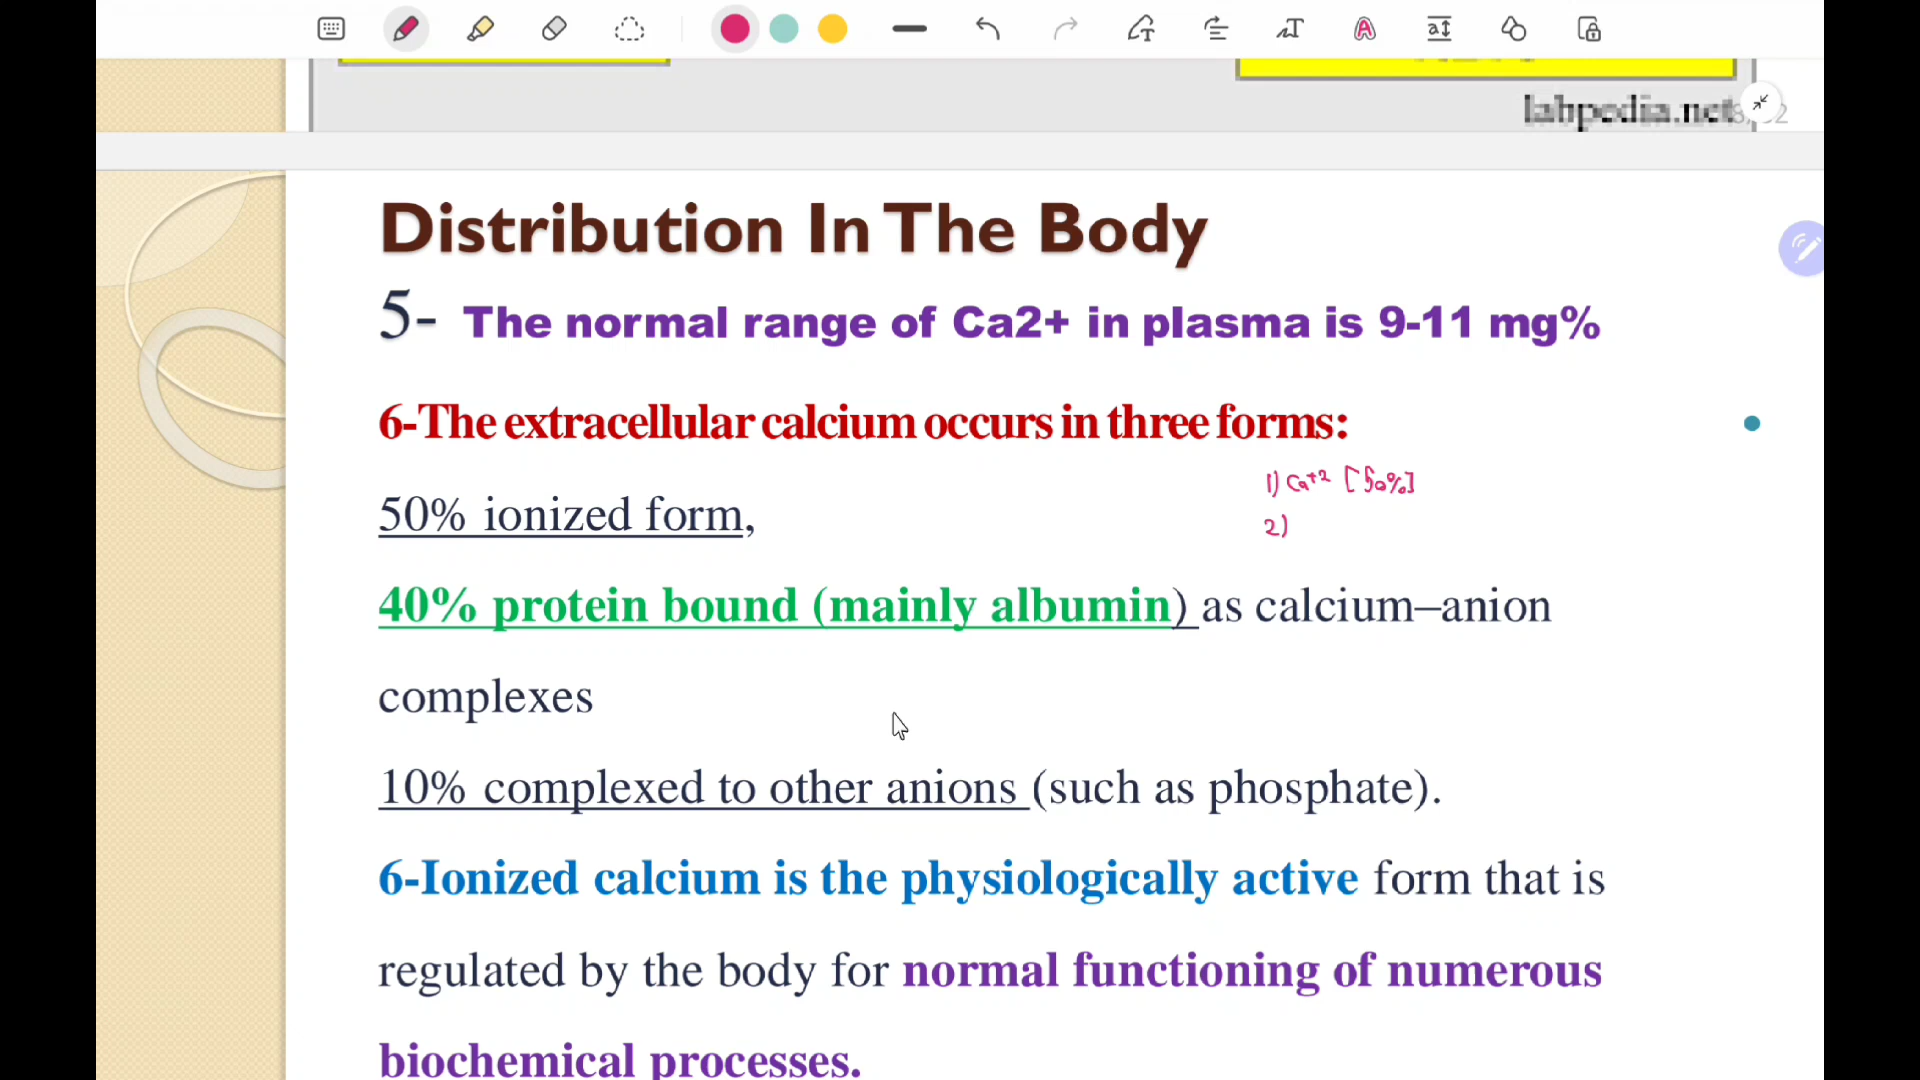 labpedia.net
Distribution In The Body
5- The normal range of Ca2+ in plasma is 9-11 mg%
6-The extracellular calcium occurs in three forms:
1) Ca+2 [50%]
50% ionized form,
2)
40% protein bound (mainly albumin) as calcium–anion
complexes
10% complexed to other anions (such as phosphate).
6-Ionized calcium is the physiologically active form that is
regulated by the body for normal functioning of numerous
biochemical processes.